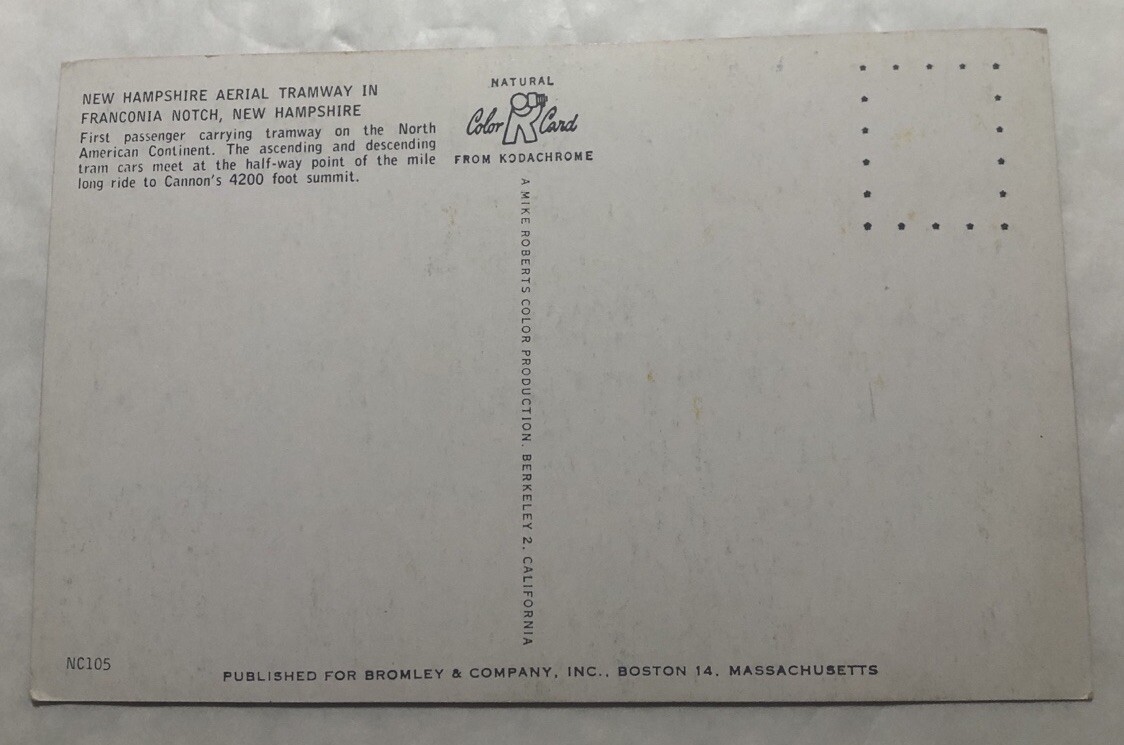 NEW HAMPSHIRE AERIAL TRAMWAY IN
FRANCONIA NOTCH, NEW HAMPSHIRE
First passenger carrying tramway on the North
American Continent. The ascending and descending
tram cars meet at the half-way point of the mile
long ride to Cannon's 4200 foot summit.
NATURAL
Color R Card
FROM KODACHROME
A MIKE ROBERTS COLOR PRODUCTION, BERKELEY 2, CALIFORNIA
NC105
PUBLISHED FOR BROMLEY & COMPANY, INC., BOSTON 14, MASSACHUSETTS